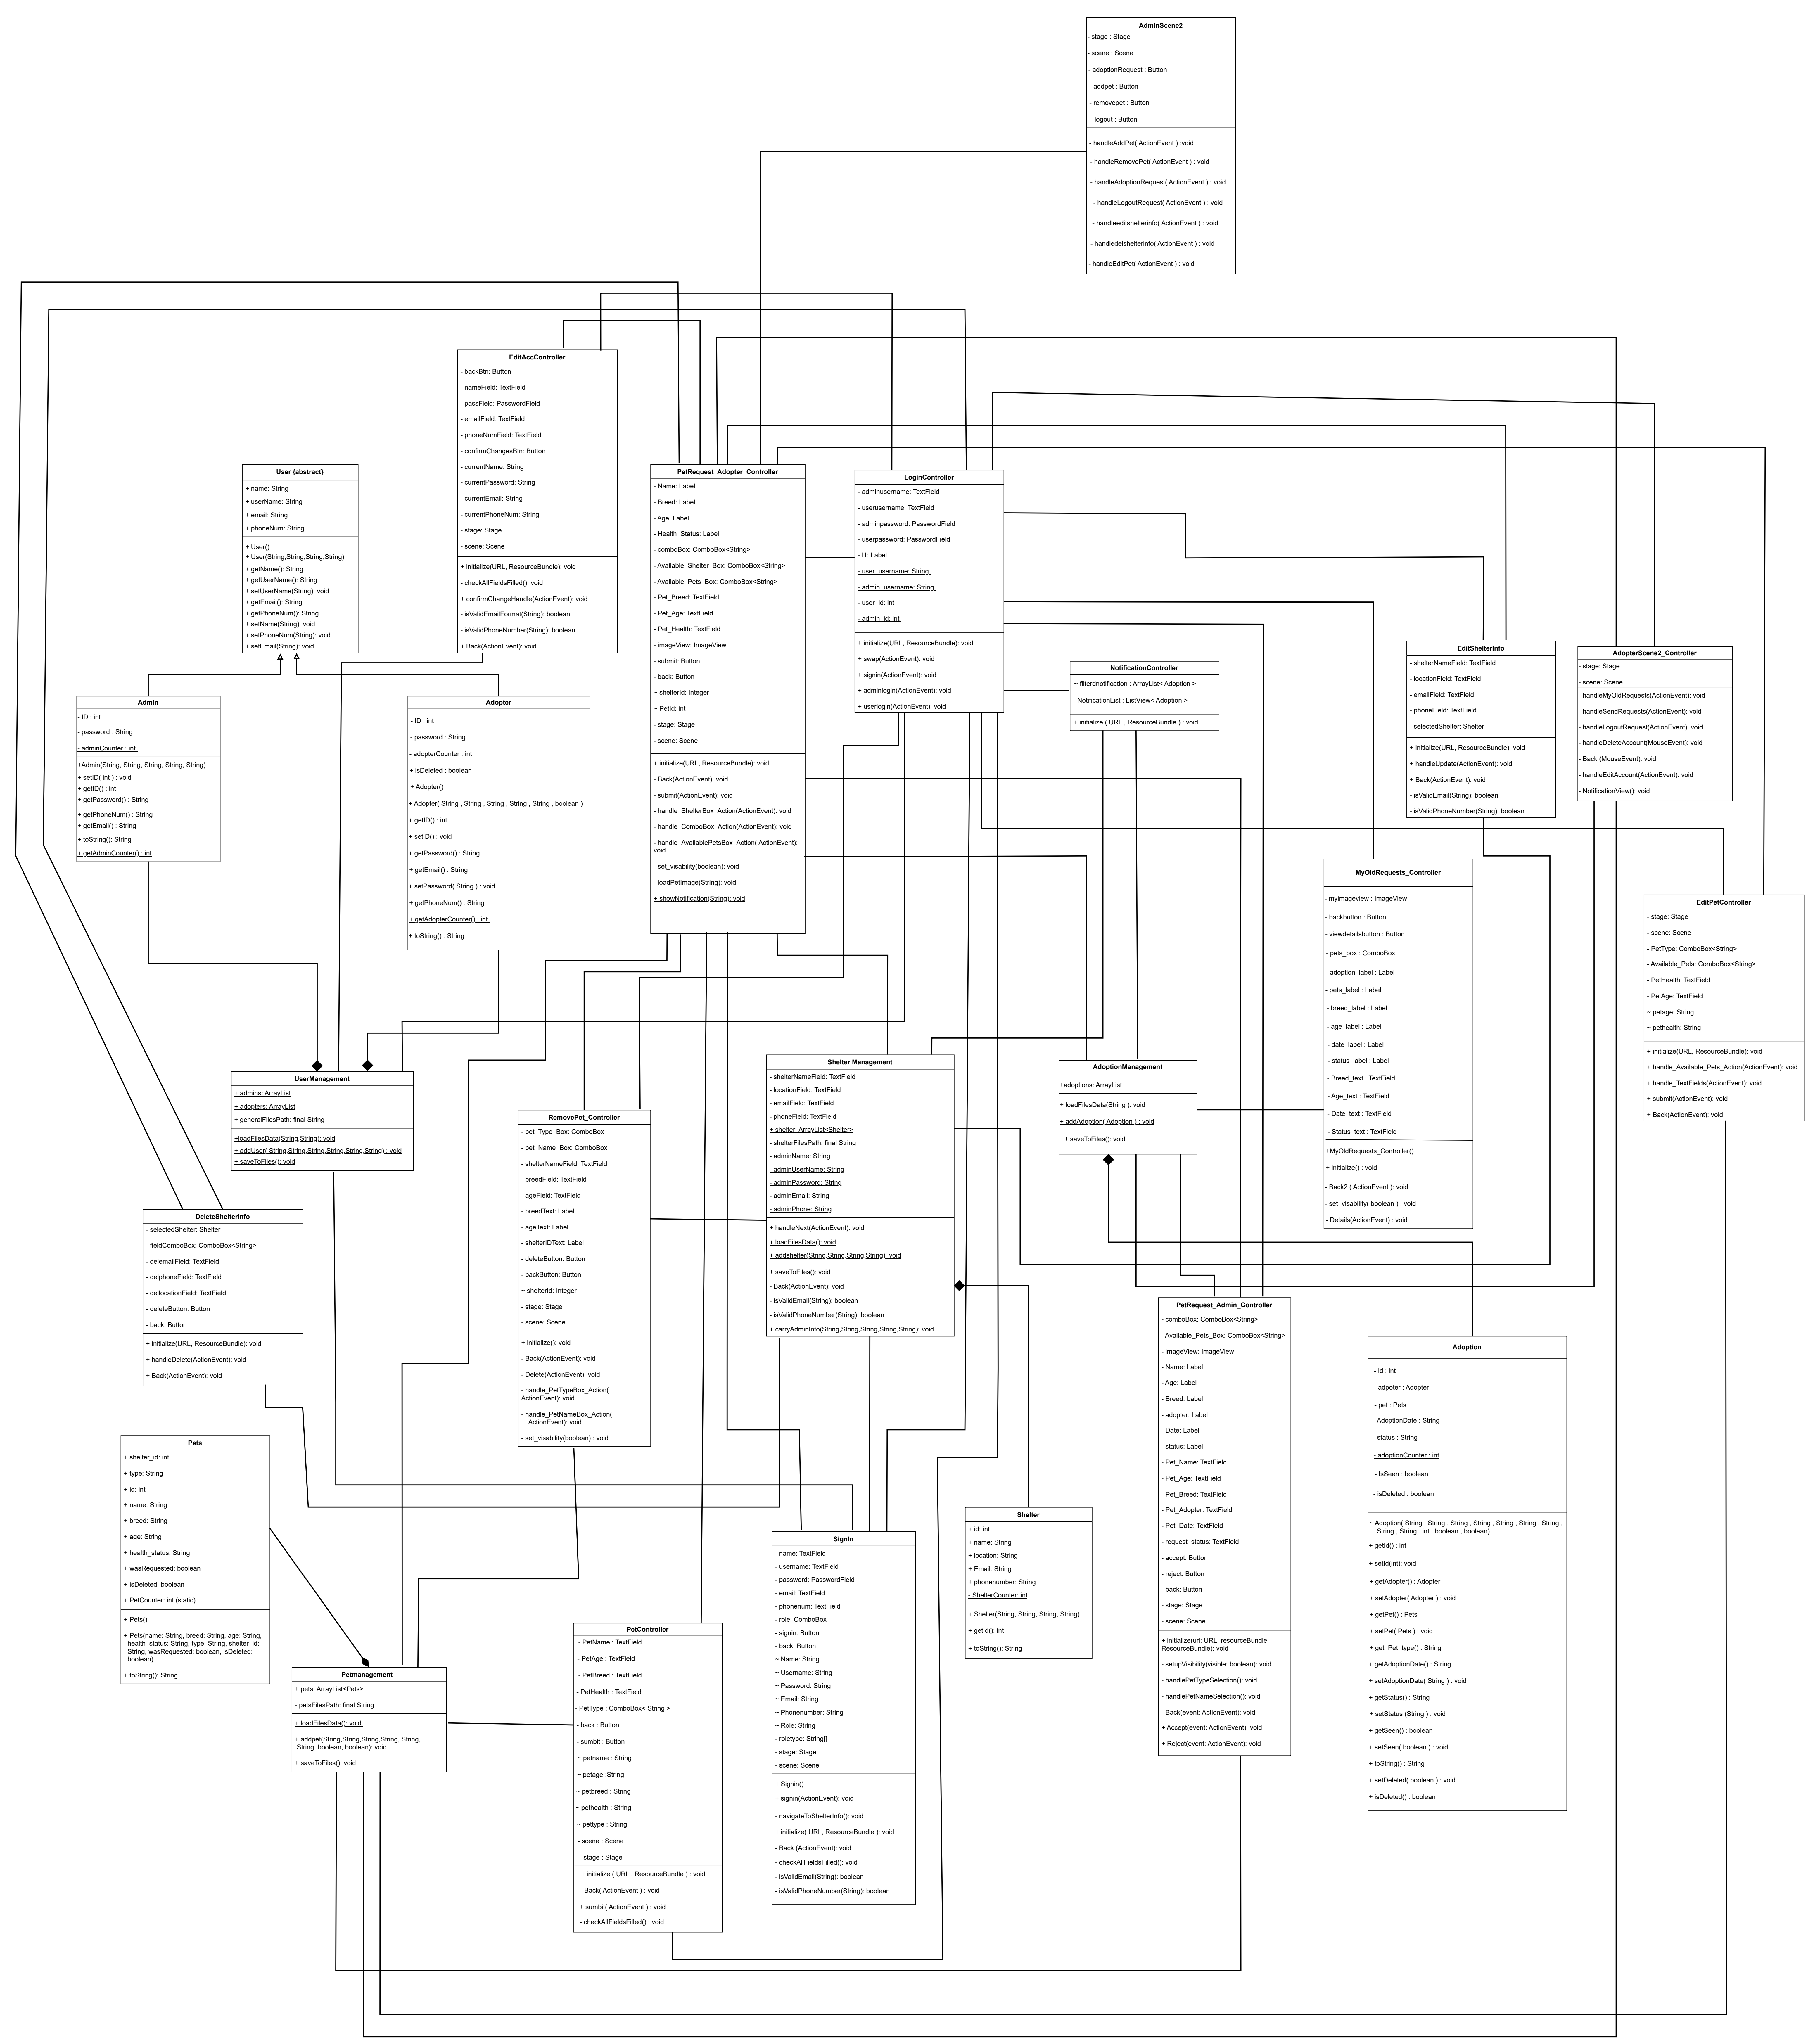 AdminScene2
- stage : Stage
- scene : Scene
- adoptionRequest : Button
- addpet : Button
- removepet : Button
- logout : Button
- handleAddPet( ActionEvent ) :void
- handleRemovePet( ActionEvent ) : void
- handleAdoptionRequest( ActionEvent ) : void
- handleLogoutRequest( ActionEvent ) : void
- handleeditshelterinfo( ActionEvent ) : void
- handledelshelterinfo( ActionEvent ) : void
- handleEditPet( ActionEvent ) : void
EditAccController
- backBtn: Button
- nameField: TextField
- passField: PasswordField
- emailField: TextField
- phoneNumField: TextField
- confirmChangesBtn: Button
- currentName: String
- currentPassword: String
- currentEmail: String
- currentPhoneNum: String
- stage: Stage
- scene: Scene
+ initialize(URL, ResourceBundle): void
- checkAllFieldsFilled(): void
+ confirmChangeHandle(ActionEvent): void
- isValidEmailFormat(String): boolean
- isValidPhoneNumber(String): boolean
+ Back(ActionEvent): void
User {abstract}
+ name: String
+ userName: String
+ email: String
+ phoneNum: String
+ User()
+ User(String,String,String,String)
+ getName(): String
+ getUserName(): String
+ setUserName(String): void
+ getEmail(): String
+ getPhoneNum(): String
+ setName(String): void
+ setPhoneNum(String): void
+ setEmail(String): void
PetRequest_Adopter_Controller
- Name: Label
- Breed: Label
- Age: Label
- Health_Status: Label
- comboBox: ComboBox<String>
- Available_Shelter_Box: ComboBox<String>
- Available_Pets_Box: ComboBox<String>
- Pet_Breed: TextField
- Pet_Age: TextField
- Pet_Health: TextField
- imageView: ImageView
- submit: Button
- back: Button
~ shelterId: Integer
~ PetId: int
- stage: Stage
- scene: Scene
+ initialize(URL, ResourceBundle): void
- Back(ActionEvent): void
- submit(ActionEvent): void
- handle_ShelterBox_Action(ActionEvent): void
- handle_ComboBox_Action(ActionEvent): void
- handle_AvailablePetsBox_Action( ActionEvent):
void
- set_visability(boolean): void
- loadPetImage(String): void
+ showNotification(String): void
LoginController
- adminusername: TextField
- userusername: TextField
- adminpassword: PasswordField
- userpassword: PasswordField
- l1: Label
- user_username: String
- admin_username: String
- user_id: int
- admin_id: int
+ initialize(URL, ResourceBundle): void
+ swap(ActionEvent): void
+ signin(ActionEvent): void
+ adminlogin(ActionEvent): void
+ userlogin(ActionEvent): void
NotificationController
~ filterdnotification : ArrayList< Adoption >
- NotificationList : ListView< Adoption >
+ initialize ( URL , ResourceBundle ) : void
EditShelterInfo
- shelterNameField: TextField
- locationField: TextField
- emailField: TextField
- phoneField: TextField
- selectedShelter: Shelter
+ initialize(URL, ResourceBundle): void
+ handleUpdate(ActionEvent): void
+ Back(ActionEvent): void
- isValidEmail(String): boolean
- isValidPhoneNumber(String): boolean
AdopterScene2_Controller
- stage: Stage
- scene: Scene
- handleMyOldRequests(ActionEvent): void
- handleSendRequests(ActionEvent): void
- handleLogoutRequest(ActionEvent): void
- handleDeleteAccount(MouseEvent): void
- Back (MouseEvent): void
- handleEditAccount(ActionEvent): void
- NotificationView(): void
Admin
- ID : int
- password : String
- adminCounter : int
+Admin(String, String, String, String, String)
+ setID( int ) : void
+ getID() : int
+ getPassword() : String
+ getPhoneNum() : String
+ getEmail() : String
+ toString(): String
+ getAdminCounter() : int
Adopter
- ID : int
- password : String
- adopterCounter : int
+ isDeleted : boolean
+ Adopter()
+ Adopter( String , String , String , String , String , boolean )
+ getID() : int
+ setID() : void
+ getPassword() : String
+ getEmail() : String
+ setPassword( String ) : void
+ getPhoneNum() : String
+ getAdopterCounter() : int
+ toString() : String
MyOldRequests_Controller
- myimageview : ImageView
- backbutton : Button
- viewdetailsbutton : Button
- pets_box : ComboBox
- adoption_label : Label
- pets_label : Label
- breed_label : Label
- age_label : Label
- date_label : Label
- status_label : Label
- Breed_text : TextField
- Age_text : TextField
- Date_text : TextField
- Status_text : TextField
+MyOldRequests_Controller()
+ initialize() : void
- Back2 ( ActionEvent ): void
- set_visability( boolean ) : void
- Details(ActionEvent) : void
EditPetController
- stage: Stage
- scene: Scene
- PetType: ComboBox<String>
- Available_Pets: ComboBox<String>
- PetHealth: TextField
- PetAge: TextField
~ petage: String
~ pethealth: String
+ initialize(URL, ResourceBundle): void
+ handle_Available_Pets_Action(ActionEvent): void
+ handle_TextFields(ActionEvent): void
+ submit(ActionEvent): void
+ Back(ActionEvent): void
UserManagement
+ admins: ArrayList
+ adopters: ArrayList
+ generalFilesPath: final String
+loadFilesData(String,String): void
+ addUser( String,String,String,String,String,String) : void
+ saveToFiles(): void
Shelter Management
- shelterNameField: TextField
- locationField: TextField
- emailField: TextField
- phoneField: TextField
+ shelter: ArrayList<Shelter>
- shelterFilesPath: final String
- adminName: String
- adminUserName: String
- adminPassword: String
- adminEmail: String
- adminPhone: String
+ handleNext(ActionEvent): void
+ loadFilesData(): void
+ addshelter(String,String,String,String): void
+ saveToFiles(): void
- Back(ActionEvent): void
- isValidEmail(String): boolean
- isValidPhoneNumber(String): boolean
+ carryAdminInfo(String,String,String,String,String): void
AdoptionManagement
+adoptions: ArrayList
+ loadFilesData(String ): void
+ addAdoption( Adoption ) : void
+ saveToFiles(): void
RemovePet_Controller
- pet_Type_Box: ComboBox
- pet_Name_Box: ComboBox
- shelterNameField: TextField
- breedField: TextField
- ageField: TextField
- breedText: Label
- ageText: Label
- shelterIDText: Label
- deleteButton: Button
- backButton: Button
~ shelterId: Integer
- stage: Stage
- scene: Scene
+ initialize(): void
- Back(ActionEvent): void
- Delete(ActionEvent): void
- handle_PetTypeBox_Action(
ActionEvent): void
- handle_PetNameBox_Action(
ActionEvent): void
- set_visability(boolean) : void
DeleteShelterInfo
- selectedShelter: Shelter
- fieldComboBox: ComboBox<String>
- delemailField: TextField
- delphoneField: TextField
- dellocationField: TextField
- deleteButton: Button
- back: Button
+ initialize(URL, ResourceBundle): void
+ handleDelete(ActionEvent): void
+ Back(ActionEvent): void
PetRequest_Admin_Controller
- comboBox: ComboBox<String>
- Available_Pets_Box: ComboBox<String>
- imageView: ImageView
- Name: Label
- Age: Label
- Breed: Label
- adopter: Label
- Date: Label
- status: Label
- Pet_Name: TextField
- Pet_Age: TextField
- Pet_Breed: TextField
- Pet_Adopter: TextField
- Pet_Date: TextField
- request_status: TextField
- accept: Button
- reject: Button
- back: Button
- stage: Stage
- scene: Scene
+ initialize(url: URL, resourceBundle:
ResourceBundle): void
- setupVisibility(visible: boolean): void
- handlePetTypeSelection(): void
- handlePetNameSelection(): void
- Back(event: ActionEvent): void
+ Accept(event: ActionEvent): void
+ Reject(event: ActionEvent): void
Adoption
- id : int
- adpoter : Adopter
- pet : Pets
- AdoptionDate : String
- status : String
- adoptionCounter : int
- IsSeen : boolean
- isDeleted : boolean
~ Adoption( String , String , String , String , String , String , String ,
String , String, int , boolean , boolean)
+ getId() : int
+ setId(int): void
+ getAdopter() : Adopter
+ setAdopter( Adopter ) : void
+ getPet() : Pets
+ setPet( Pets ) : void
+ get_Pet_type() : String
+ getAdoptionDate() : String
+ setAdoptionDate( String ) : void
+ getStatus() : String
+ setStatus (String ) : void
+ getSeen() : boolean
+ setSeen( boolean ) : void
+ toString() : String
+ setDeleted( boolean ) : void
+ isDeleted() : boolean
Pets
+ shelter_id: int
+ type: String
+ id: int
+ name: String
+ breed: String
+ age: String
+ health_status: String
+ wasRequested: boolean
+ isDeleted: boolean
+ PetCounter: int (static)
+ Pets()
+ Pets(name: String, breed: String, age: String,
health_status: String, type: String, shelter_id:
String, wasRequested: boolean, isDeleted:
boolean)
+ toString(): String
Shelter
+ id: int
+ name: String
+ location: String
+ Email: String
+ phonenumber: String
- ShelterCounter: int
+ Shelter(String, String, String, String)
+ getId(): int
+ toString(): String
SignIn
- name: TextField
- username: TextField
- password: PasswordField
- email: TextField
- phonenum: TextField
- role: ComboBox
- signin: Button
- back: Button
~ Name: String
~ Username: String
~ Password: String
~ Email: String
~ Phonenumber: String
~ Role: String
- roletype: String[]
- stage: Stage
- scene: Scene
+ Signin()
+ signin(ActionEvent): void
- navigateToShelterInfo(): void
+ initialize( URL, ResourceBundle ): void
- Back (ActionEvent): void
- checkAllFieldsFilled(): void
- isValidEmail(String): boolean
- isValidPhoneNumber(String): boolean
PetController
- PetName : TextField
- PetAge : TextField
- PetBreed : TextField
- PetHealth : TextField
- PetType : ComboBox< String >
- back : Button
- sumbit : Button
~ petname : String
~ petage :String
~ petbreed : String
~ pethealth : String
~ pettype : String
- scene : Scene
- stage : Stage
+ initialize ( URL , ResourceBundle ) : void
- Back( ActionEvent ) : void
+ sumbit( ActionEvent ) : void
- checkAllFieldsFilled() : void
Petmanagement
+ pets: ArrayList<Pets>
- petsFilesPath: final String
+ loadFilesData(): void
+ addpet(String,String,String,String, String,
String, boolean, boolean): void
+ saveToFiles(): void